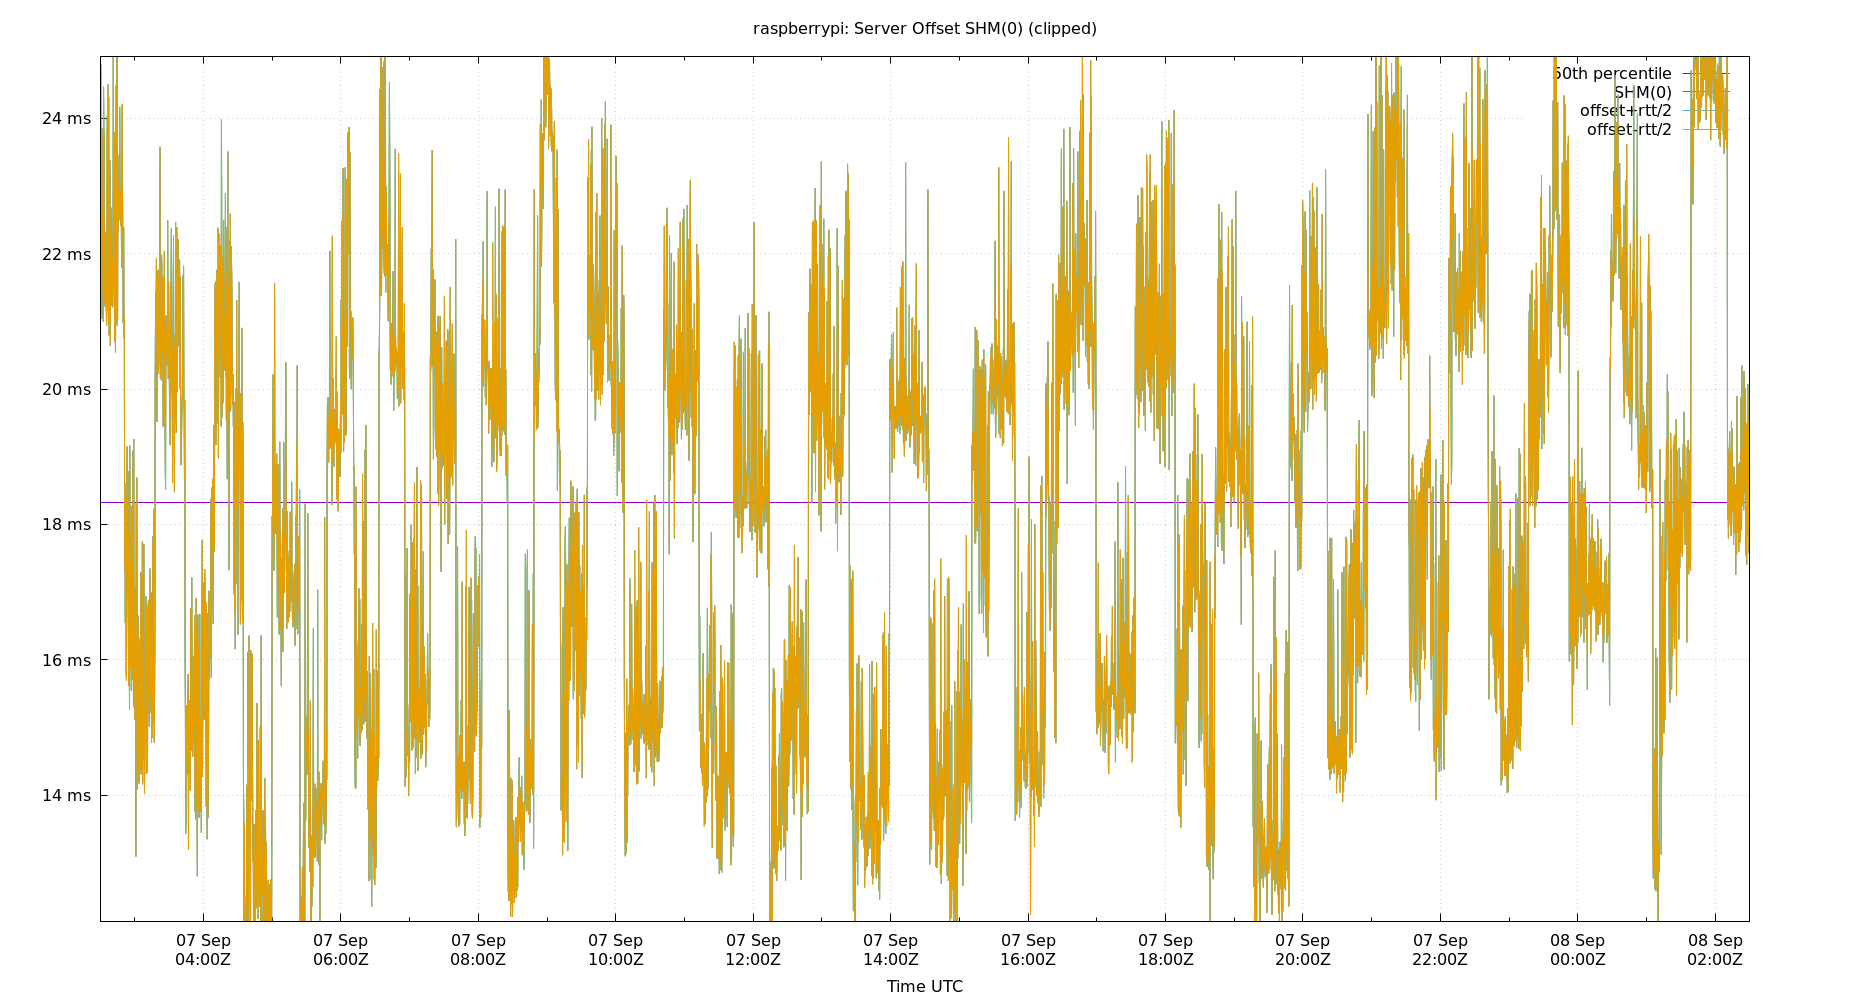 raspberrypi: Server Offset SHM(0) (clipped)
50th percentile
SHM(0)
offset+rtt/2
offset-rtt/2
24 ms
22 ms
20 ms
18 ms
16 ms
14 ms
07 Sep 07 Sep 07 Sep 07 Sep 07 Sep 07 Sep 07 Sep 07 Sep 07 Sep 07 Sep 08 Sep 08 Sep
04:00Z 06:00Z 08:00Z 10:00Z 12:00Z 14:00Z 16:00Z 18:00Z 20:00Z 22:00Z 00:00Z 02:00Z
Time UTC